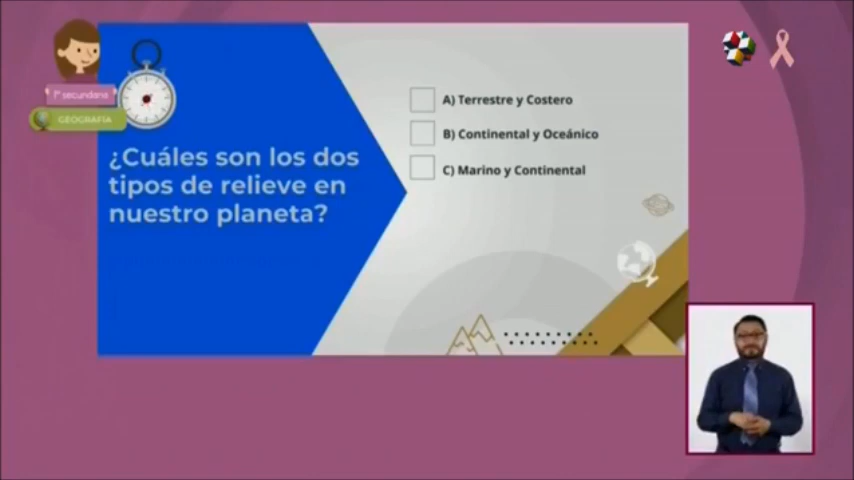 1° secundaria
GEOGRAFÍA
¿Cuáles son los dos
tipos de relieve en
nuestro planeta?
A) Terrestre y Costero
B) Continental y Oceánico
C) Marino y Continental